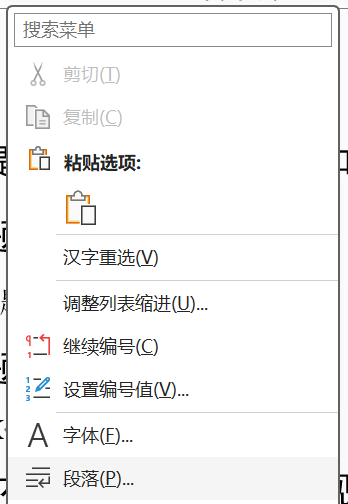 搜索菜单
剪切(T)
复制(C)
粘贴选项:
汉字重选(V)
调整列表缩进(U)...
继续编号(C)
设置编号值(V)...
字体(F)...
段落(P)...